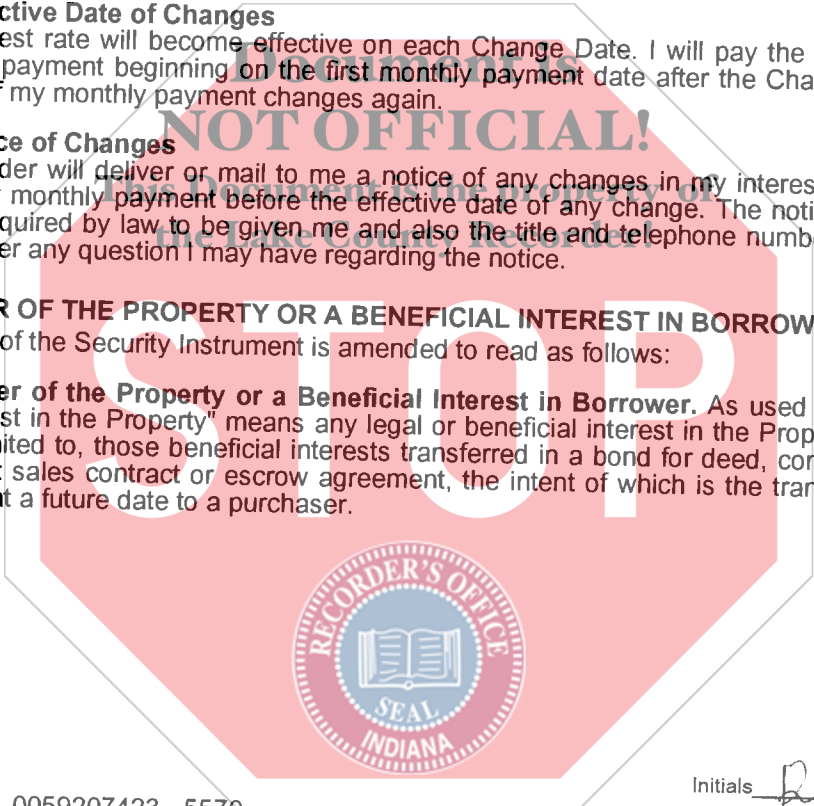 ctive Date of Changes
est rate will become effective on each Change Date. I will pay the
payment beginning on the first monthly payment date after the Cha
my monthly payment changes again.
ce of Changes
der will deliver or mail to me a notice of any changes in my interes
monthly payment before the effective date of any change. The noti
quired by law to be given me and also the title and telephone numb
er any question I may have regarding the notice.
R OF THE PROPERTY OR A BENEFICIAL INTEREST IN BORROW
of the Security Instrument is amended to read as follows:
er of the Property or a Beneficial Interest in Borrower. As used
st in the Property" means any legal or beneficial interest in the Prop
ited to, those beneficial interests transferred in a bond for deed, con
sales contract or escrow agreement, the intent of which is the tran
t a future date to a purchaser.
Document is
NOT OFFICIAL!
This Document is the property of
the Lake County Recorder!
STOP
RECORDER'S OFFICE
SEAL
INDIANA
Initials
0059207423 - 5579